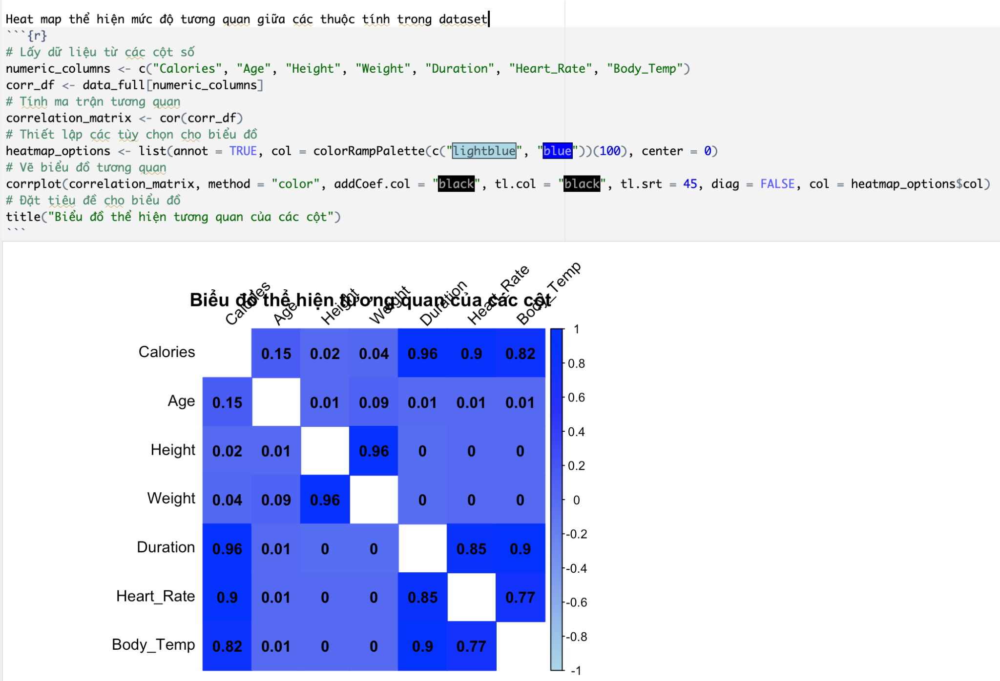 Heat map thể hiện mức độ tương quan giữa các thuộc tính trong dataset
```{r}
# Lấy dữ liệu từ các cột số
numeric_columns <- c("Calories", "Age", "Height", "Weight", "Duration", "Heart_Rate", "Body_Temp")
corr_df <- data_full[numeric_columns]
# Tính ma trận tương quan
correlation_matrix <- cor(corr_df)
# Thiết lập các tùy chọn cho biểu đồ
heatmap_options <- list(annot = TRUE, col = colorRampPalette(c("lightblue", "blue"))(100), center = 0)
# Vẽ biểu đồ tương quan
corrplot(correlation_matrix, method = "color", addCoef.col = "black", tl.col = "black", tl.srt = 45, diag = FALSE, col = heatmap_options$col)
# Đặt tiêu đề cho biểu đồ
title("Biểu đồ thể hiện tương quan của các cột")
```
Biểu đồ thể hiện tương quan của các cột
Calories Age Height Weight Duration Heart_Rate Body_Temp
Calories 0.15 0.02 0.04 0.96 0.9 0.82
Age 0.15 0.01 0.09 0.01 0.01 0.01
Height 0.02 0.01 0.96 0 0 0
Weight 0.04 0.09 0.96 0 0 0
Duration 0.96 0.01 0 0 0.85 0.9
Heart_Rate 0.9 0.01 0 0 0.85 0.77
Body_Temp 0.82 0.01 0 0 0.9 0.77
1
0.8
0.6
0.4
0.2
0
-0.2
-0.4
-0.6
-0.8
-1